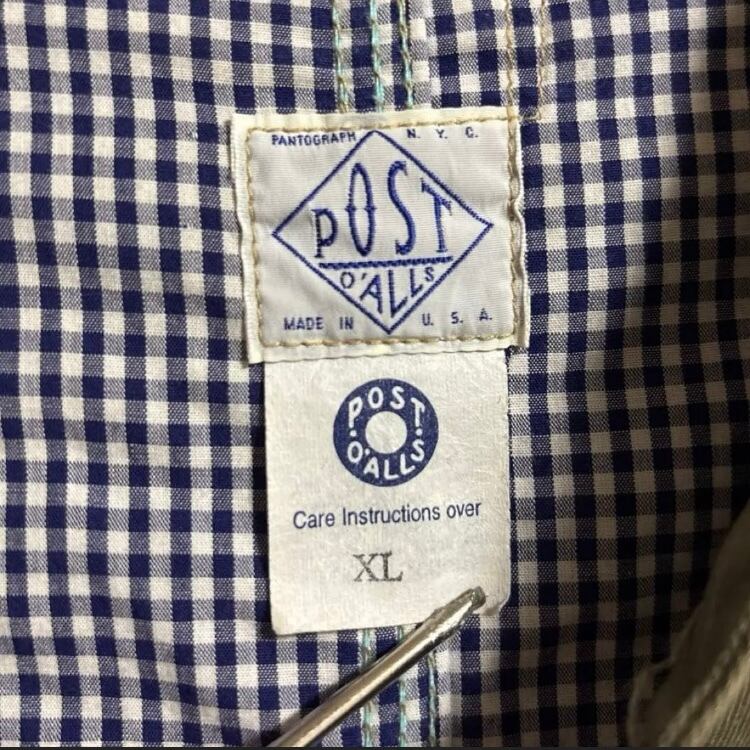 PANTOGRAPH N. Y. C.
POST
O'ALLS
MADE IN U. S. A.
POST
O'ALLS
Care Instructions over
XL